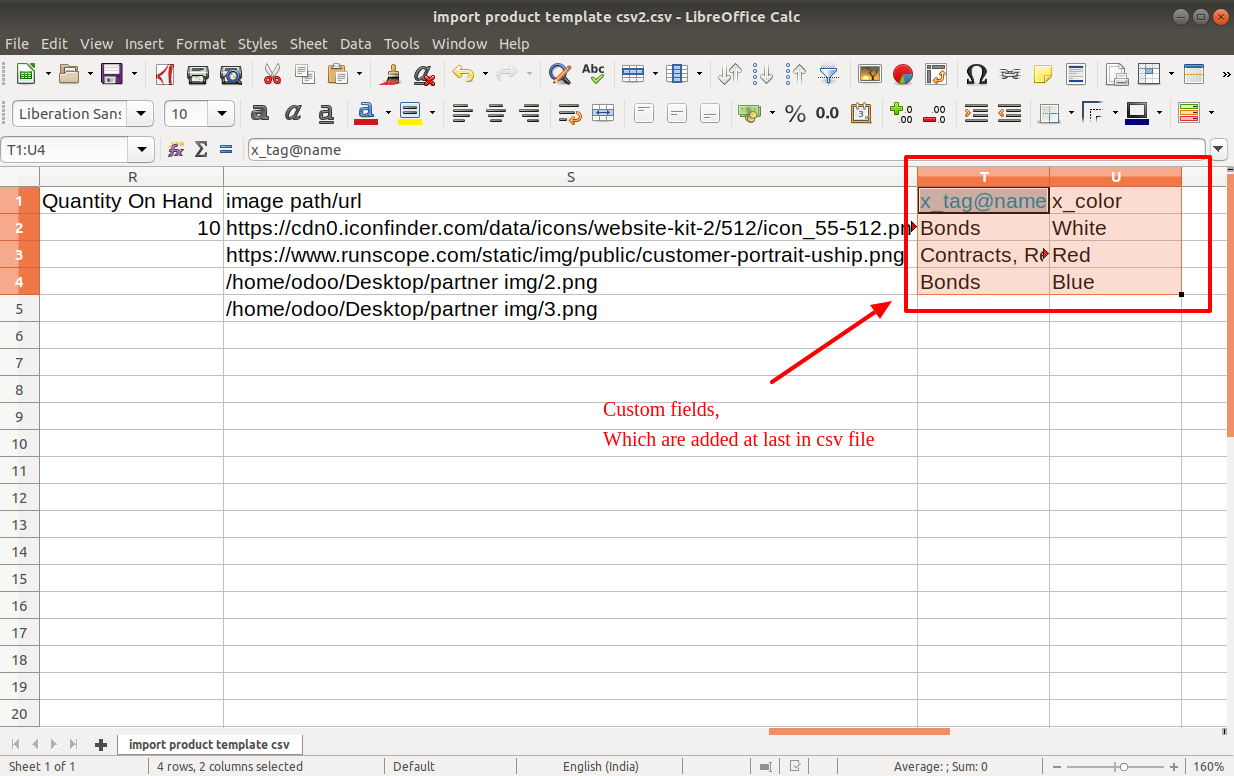 import product template csv2.csv - LibreOffice Calc
File Edit View Insert Format Styles Sheet Data Tools Window Help
Abc
Liberation Sans 10 % 0.0
T1:U4 x_tag@name
R S T U
1 Quantity On Hand image path/url x_tag@name x_color
2 10 https://cdn0.iconfinder.com/data/icons/website-kit-2/512/icon_55-512.pn Bonds White
3 https://www.runscope.com/static/img/public/customer-portrait-uship.png Contracts, Re Red
4 /home/odoo/Desktop/partner img/2.png Bonds Blue
5 /home/odoo/Desktop/partner img/3.png
6
7
8
9
10
11
12
13
14
15
16
17
18
19
20
Custom fields,
Which are added at last in csv file
import product template csv
Sheet 1 of 1 4 rows, 2 columns selected Default English (India) Average: ; Sum: 0 160%